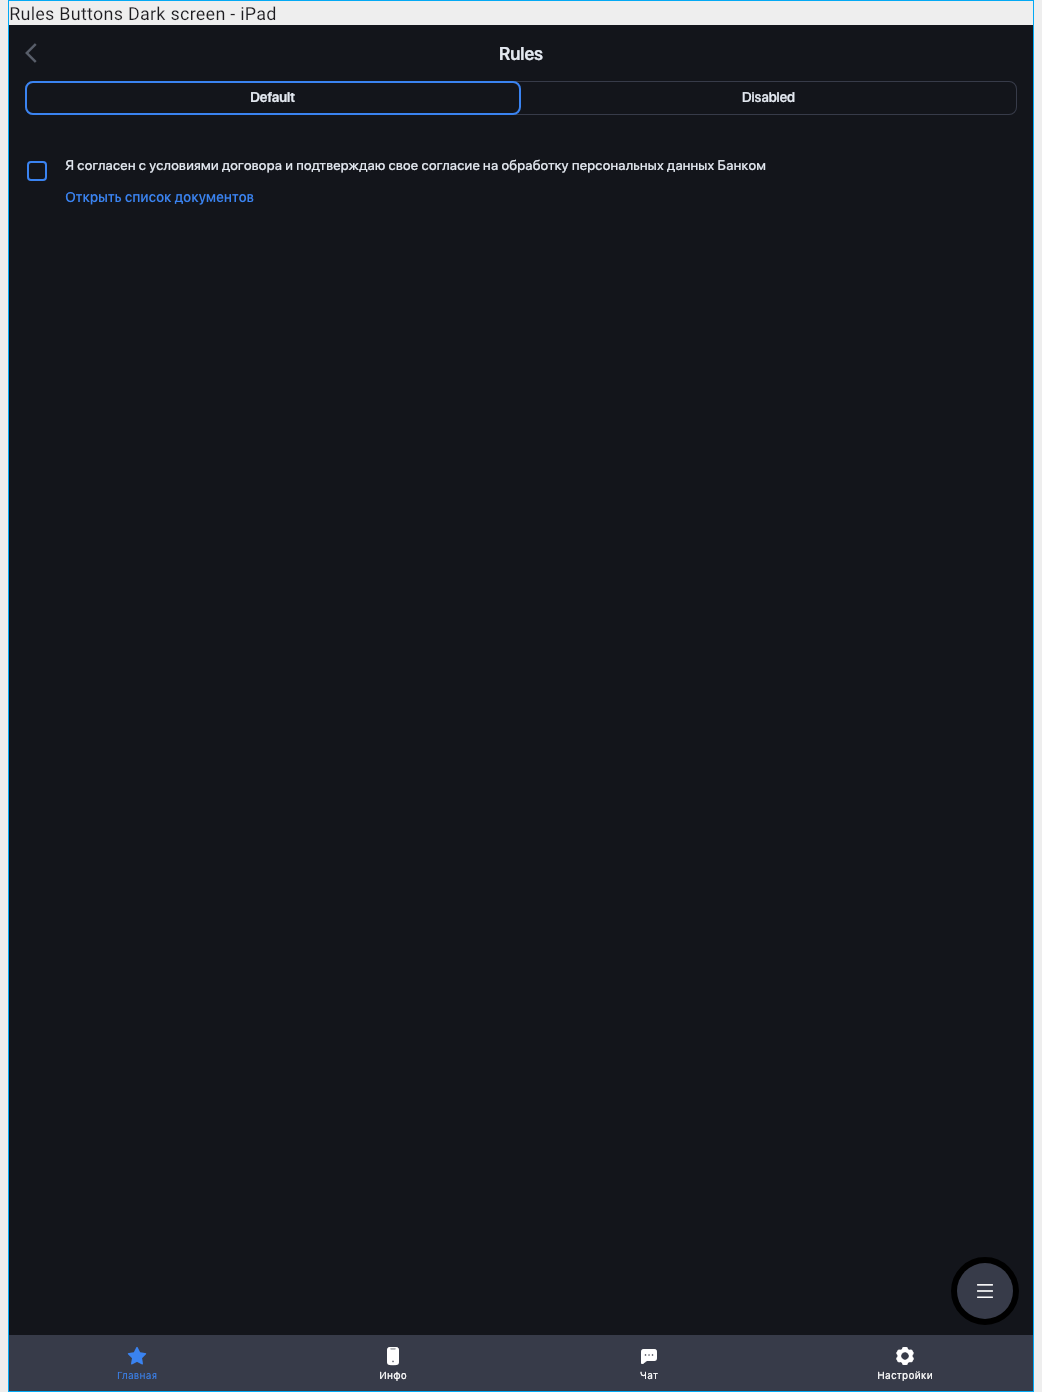 Rules Buttons Dark screen - iPad
Rules
Default
Disabled
Я согласен с условиями договора и подтверждаю свое согласие на обработку персональных данных Банком
Открыть список документов
Главная
Инфо
Чат
Настройки